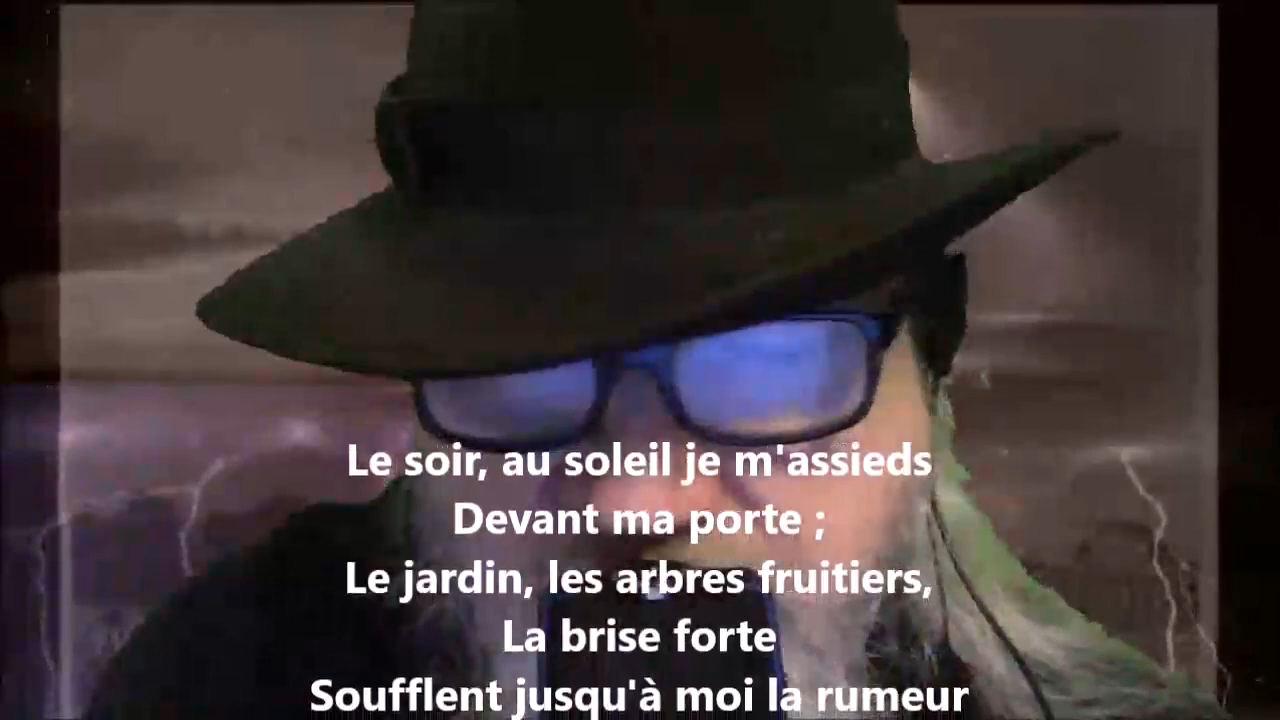 Le soir, au soleil je m'assieds
Devant ma porte ;
Le jardin, les arbres fruitiers,
La brise forte
Soufflent jusqu'à moi la rumeur